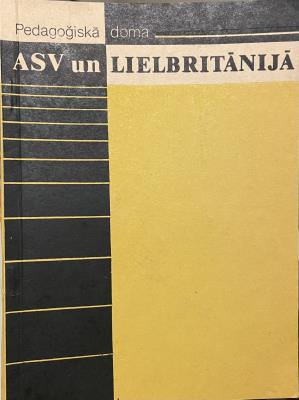 Pedagoģiskā doma
ASV un LIELBRITĀNIJĀ